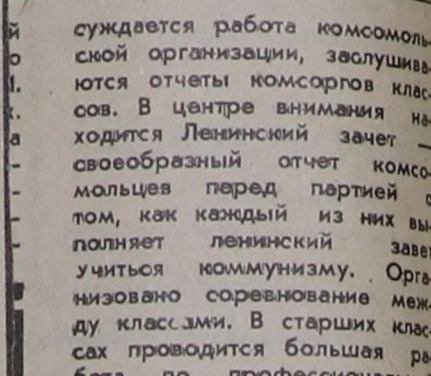 суждается работа комсомоль-
ской организации, заслушива-
ются отчеты комсоргов клас-
сов. В центре внимания на-
ходится Ленинский зачет —
своеобразный отчет комсо-
мольцев перед партией о
том, как каждый из них вы-
полняет ленинский завет
учиться коммунизму. Орга-
низовано соревнование меж-
ду классами. В старших клас-
сах проводится большая ра-